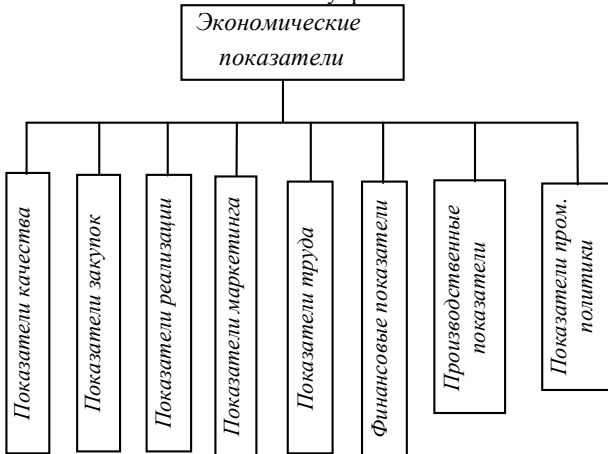 Экономические
показатели
Показатели качества
Показатели закупок
Показатели реализации
Показатели маркетинга
Показатели труда
Финансовые показатели
Производственные
показатели
Показатели пром.
политики